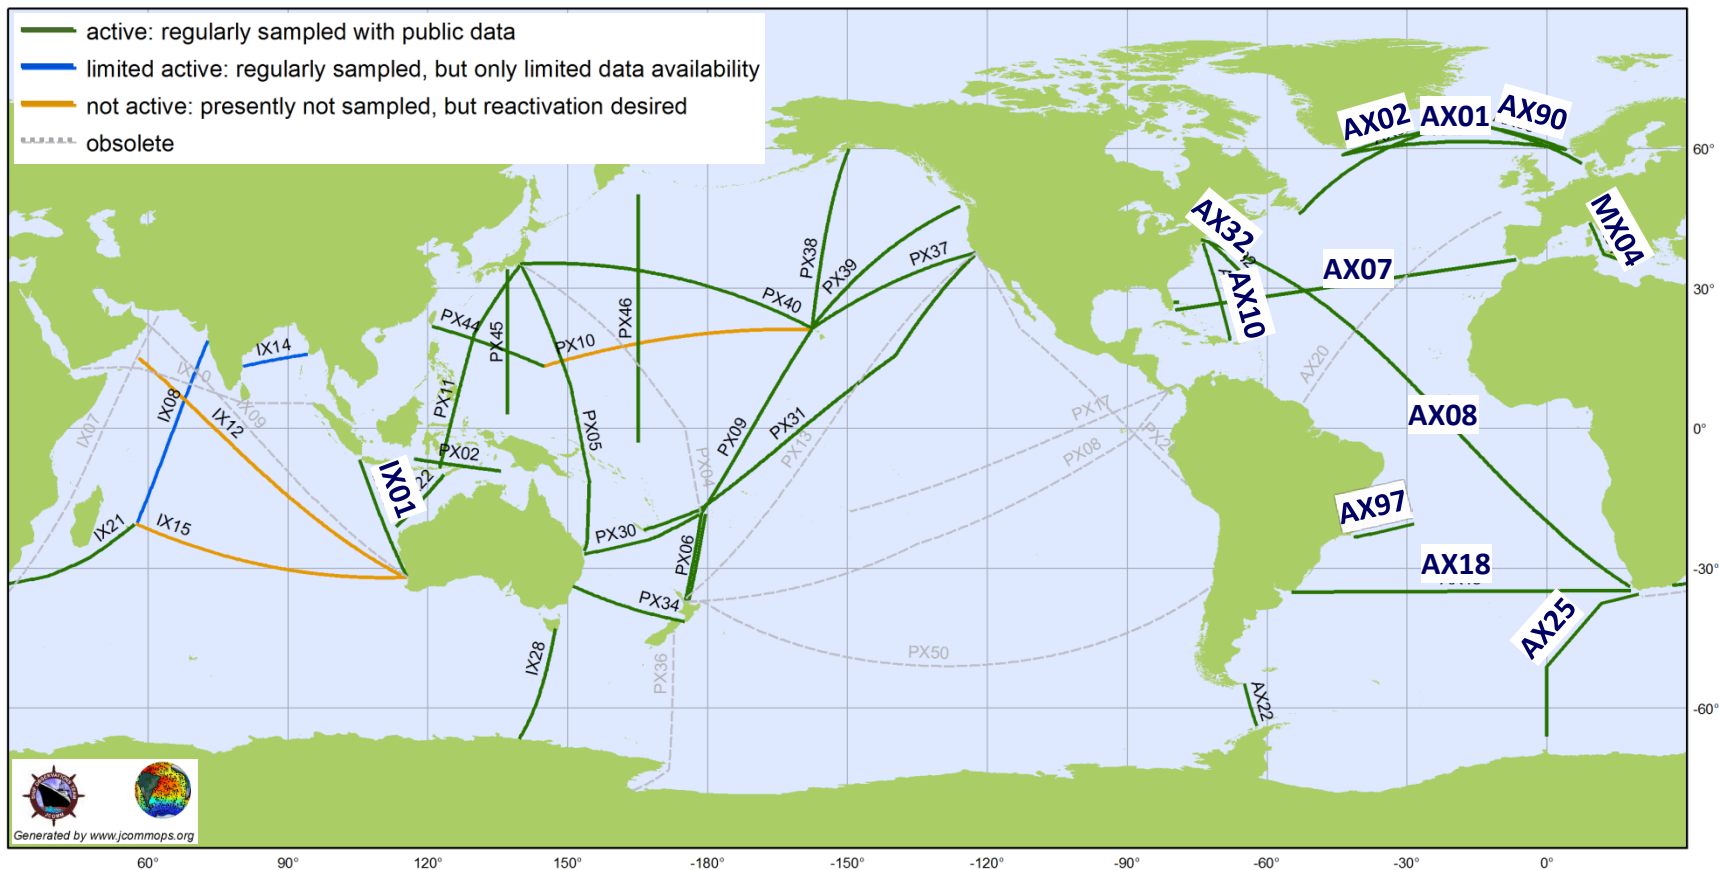 active: regularly sampled with public data
limited active: regularly sampled, but only limited data availability
not active: presently not sampled, but reactivation desired
obsolete
AX02
AX01
AX90
60°
MX04
AX32
PX38
PX39
PX37
AX07
AX10
30°
PX40
PX46
PX44
PX45
PX10
IX14
IX10
AX20
IX08
IX12
IX09
IX07
PX11
PX05
PX09
PX31
PX13
PX17
PX08
AX08
0°
PX02
PX04
IX01
22
AX97
IX21
IX15
PX30
PX06
AX18
-30°
PX34
AX25
IX28
PX36
PX50
AX22
-60°
Generated by www.jcommops.org
60°
90°
120°
150°
-180°
-150°
-120°
-90°
-60°
-30°
0°